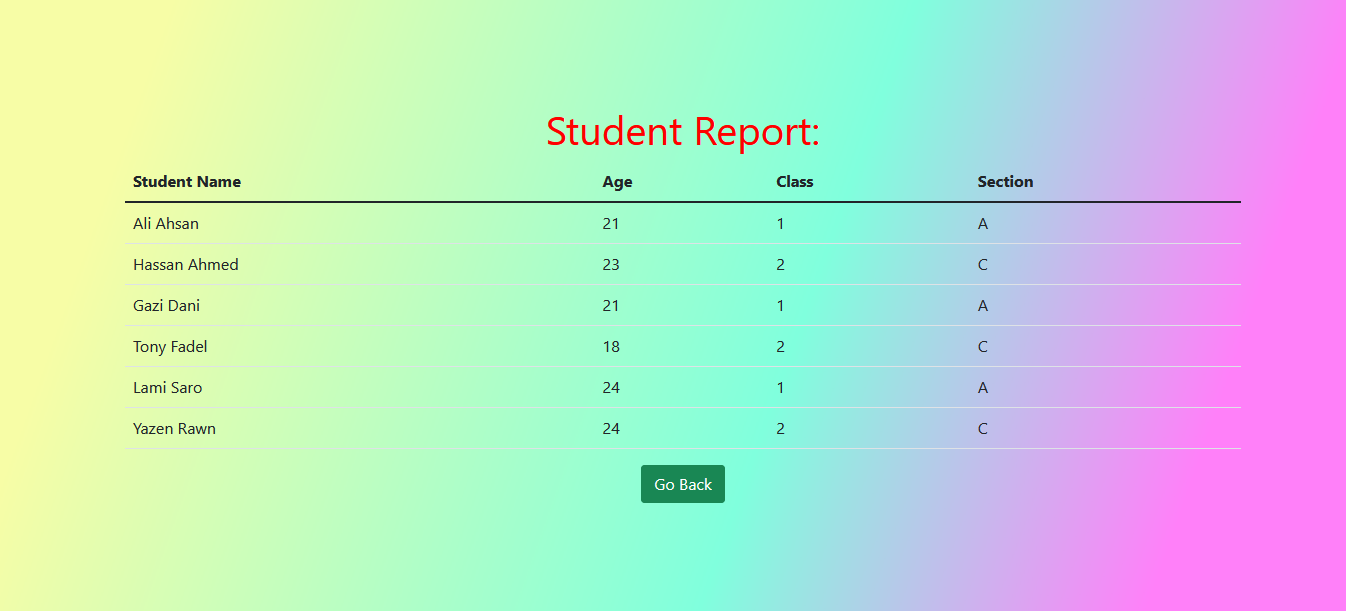 Student Report:
Student Name Age Class Section
Ali Ahsan 21 1 A
Hassan Ahmed 23 2 C
Gazi Dani 21 1 A
Tony Fadel 18 2 C
Lami Saro 24 1 A
Yazen Rawn 24 2 C
Go Back